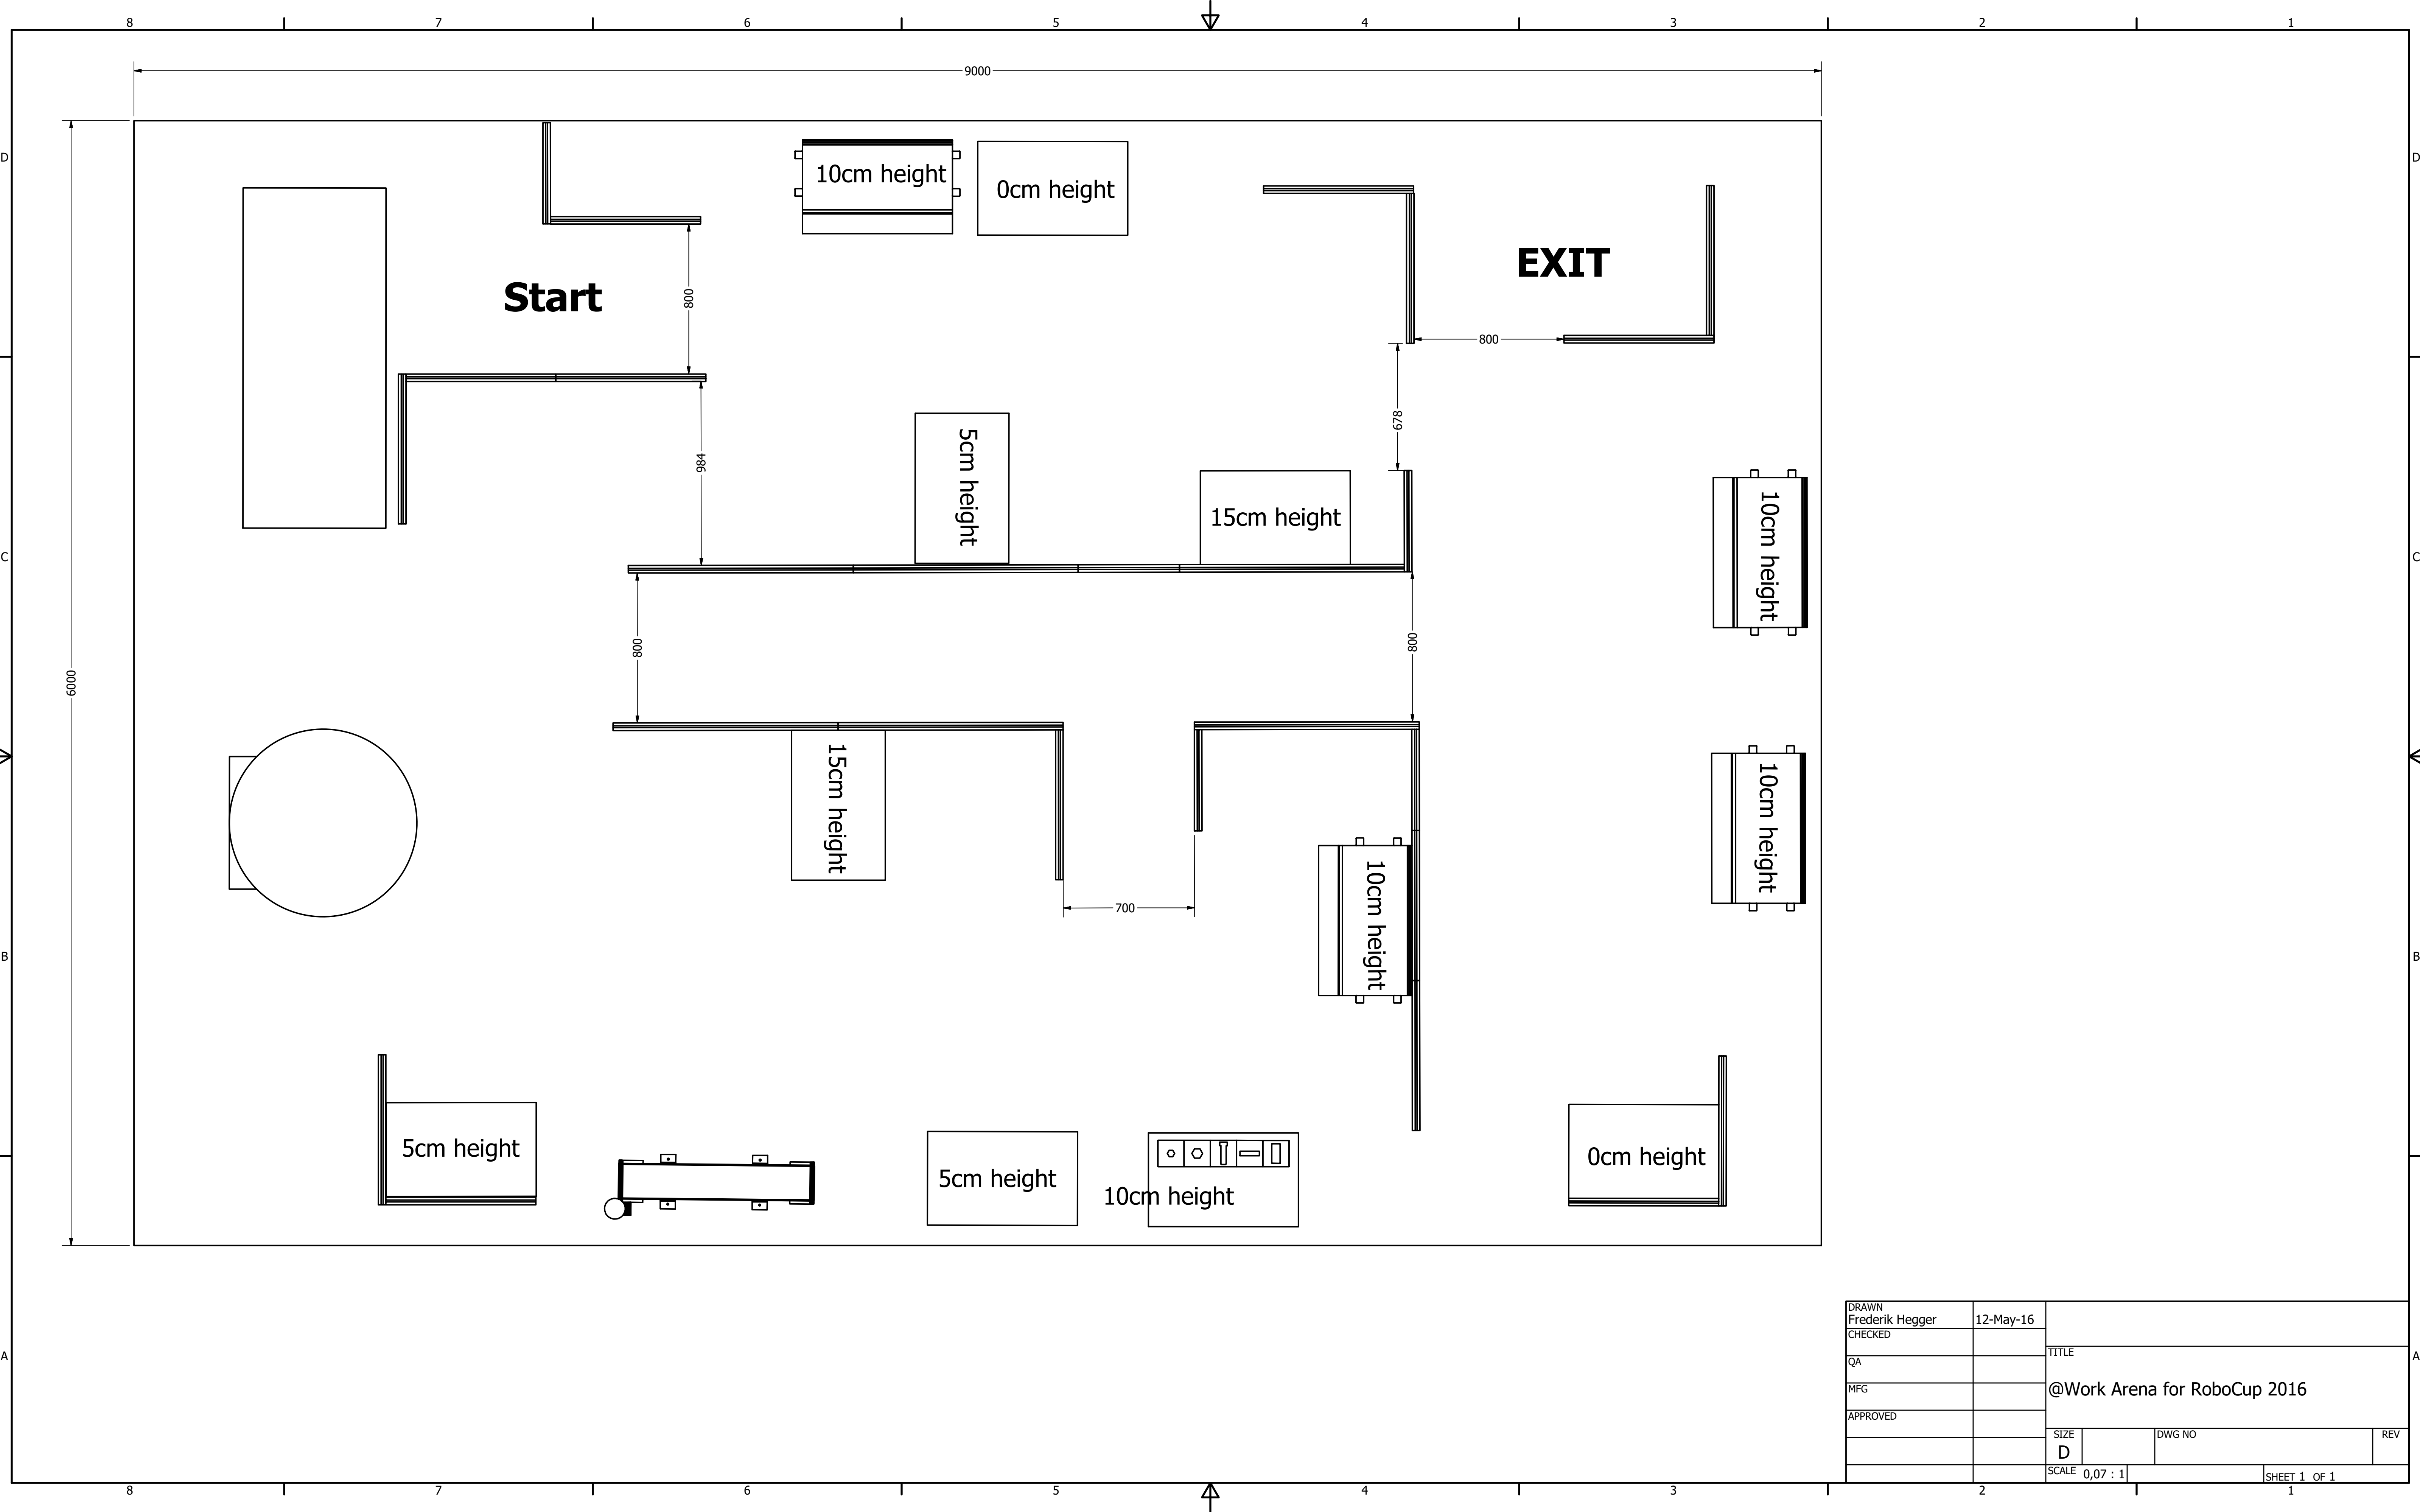 8 7 6 5 4 3 2 1
9000
D D
10cm height
0cm height
EXIT
Start
800
800
678
984
5cm height
15cm height
10cm height
C C
800
800
6000
15cm height
10cm height
10cm height
700
B B
5cm height
5cm height
10cm height
0cm height
DRAWN
Frederik Hegger 12-May-16
CHECKED
QA
MFG
APPROVED
TITLE
@Work Arena for RoboCup 2016
SIZE
D
DWG NO
REV
SCALE 0,07 : 1
SHEET 1 OF 1
A A
8 7 6 5 4 3 2 1